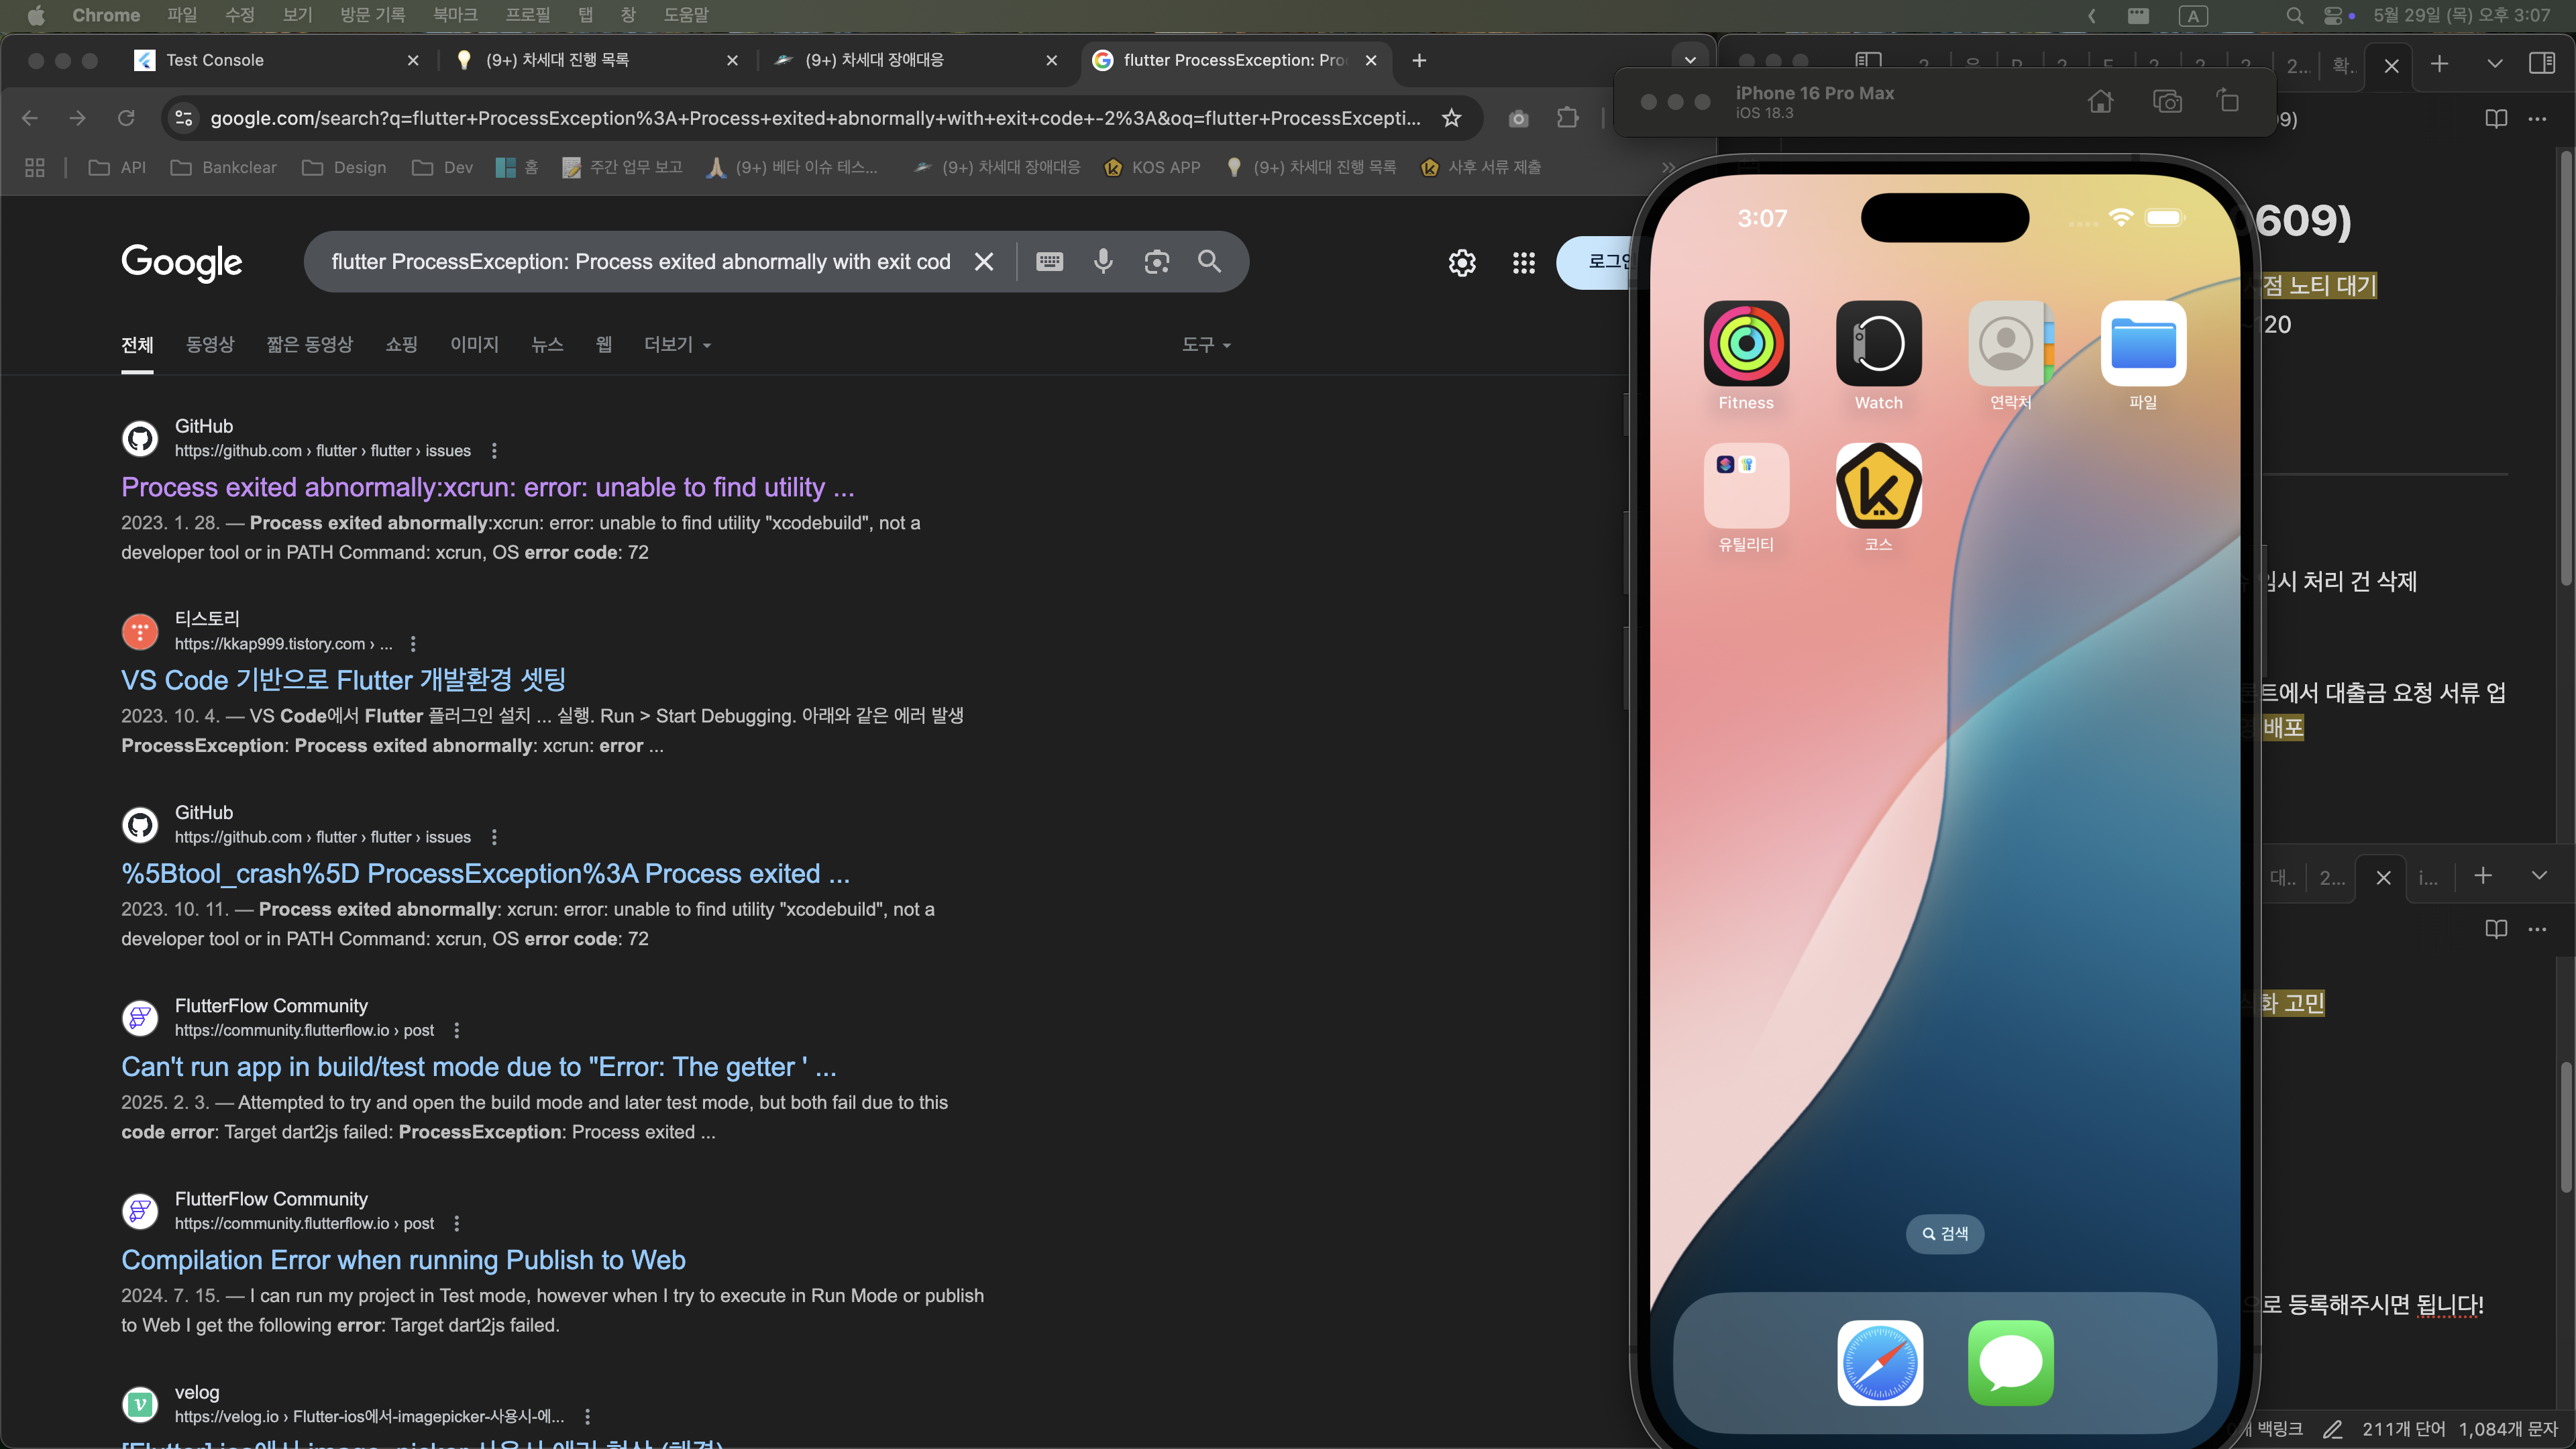 Chrome 파일 수정 보기 방문 기록 북마크 프로필 탭 창 도움말
A 5월 29일 (목) 오후 3:07
Test Console
(9+) 차세대 진행 목록
(9+) 차세대 장애대응
flutter ProcessException: Pro
google.com/search?q=flutter+ProcessException%3A+Process+exited+abnormally+with+exit+code+-2%3A&oq=flutter+ProcessExcepti...
API Bankclear Design Dev 홈 주간 업무 보고 (9+) 베타 이슈 테스... (9+) 차세대 장애대응 KOS APP (9+) 차세대 진행 목록 사후 서류 제출
Google
flutter ProcessException: Process exited abnormally with exit cod
전체 동영상 짧은 동영상 쇼핑 이미지 뉴스 웹 더보기 도구
GitHub
https://github.com › flutter › flutter › issues
Process exited abnormally:xcrun: error: unable to find utility ...
2023. 1. 28. — Process exited abnormally:xcrun: error: unable to find utility "xcodebuild", not a
developer tool or in PATH Command: xcrun, OS error code: 72
티스토리
https://kkap999.tistory.com › ...
VS Code 기반으로 Flutter 개발환경 셋팅
2023. 10. 4. — VS Code에서 Flutter 플러그인 설치 ... 실행. Run > Start Debugging. 아래와 같은 에러 발생
ProcessException: Process exited abnormally: xcrun: error ...
GitHub
https://github.com › flutter › flutter › issues
%5Btool_crash%5D ProcessException%3A Process exited ...
2023. 10. 11. — Process exited abnormally: xcrun: error: unable to find utility "xcodebuild", not a
developer tool or in PATH Command: xcrun, OS error code: 72
FlutterFlow Community
https://community.flutterflow.io › post
Can't run app in build/test mode due to "Error: The getter ' ...
2025. 2. 3. — Attempted to try and open the build mode and later test mode, but both fail due to this
code error: Target dart2js failed: ProcessException: Process exited ...
FlutterFlow Community
https://community.flutterflow.io › post
Compilation Error when running Publish to Web
2024. 7. 15. — I can run my project in Test mode, however when I try to execute in Run Mode or publish
to Web I get the following error: Target dart2js failed.
velog
https://velog.io › Flutter-ios에서-imagepicker-사용시-에...
iPhone 16 Pro Max
iOS 18.3
3:07
Fitness
Watch
연락처
파일
유틸리티
코스
검색
609)
점 노티 대기
120
임시 처리 건 삭제
트에서 대출금 요청 서류 업
배포
대.. 2... i...
화 고민
로 등록해주시면 됩니다!
백링크 211개 단어 1,084개 문자